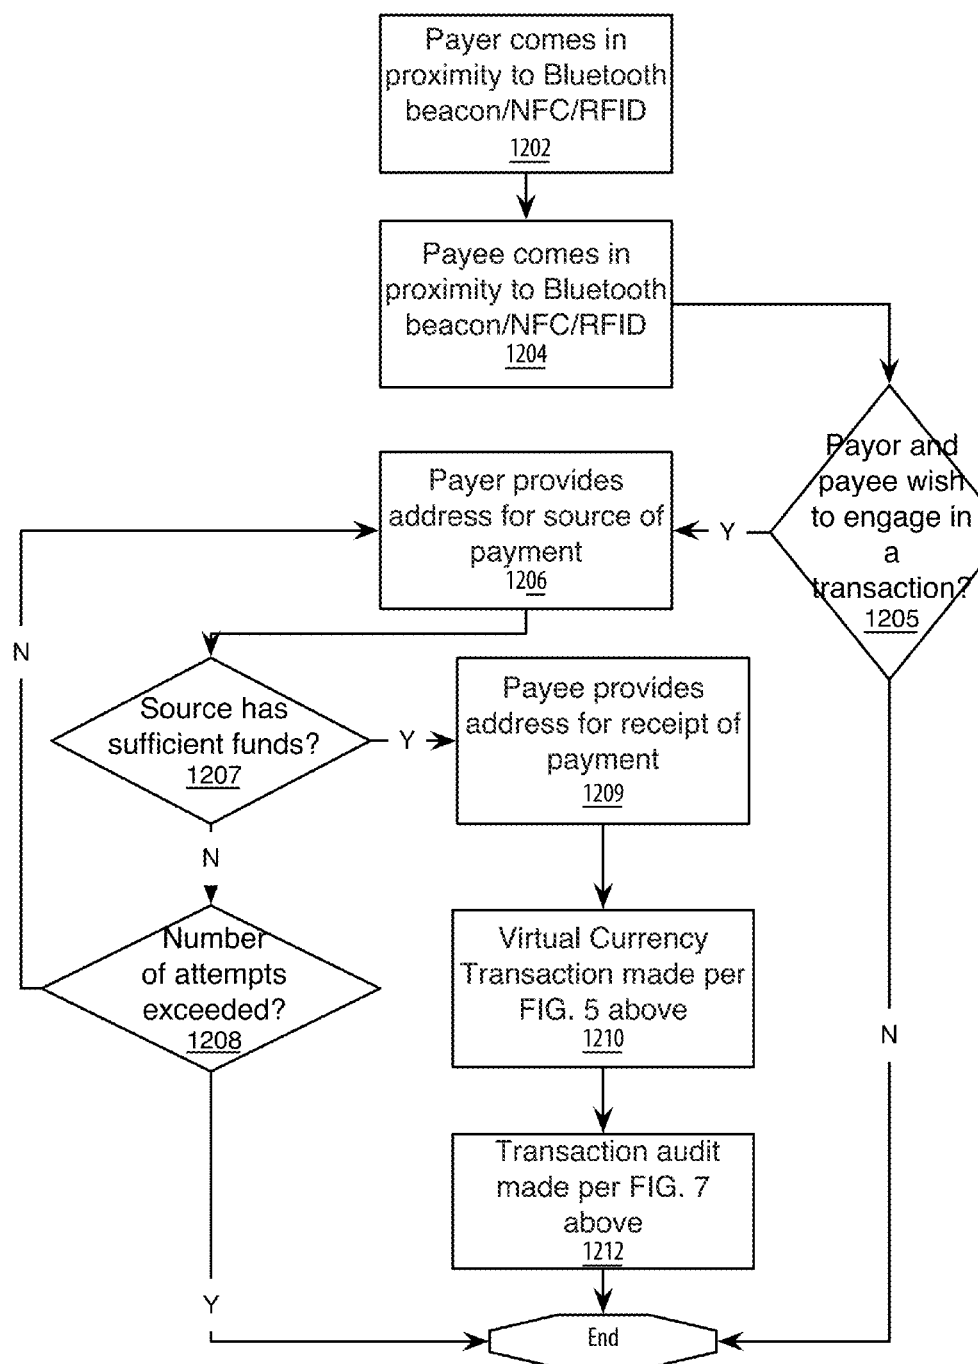 Payer comes in
proximity to Bluetooth
beacon/NFC/RFID
1202
Payee comes in
proximity to Bluetooth
beacon/NFC/RFID
1204
Payor and
payee wish
to engage in
a
transaction?
1205
Y
Payer provides
address for source of
payment
1206
N
Source has
sufficient funds?
1207
Y
Payee provides
address for receipt of
payment
1209
N
Number
of attempts
exceeded?
1208
Virtual Currency
Transaction made per
FIG. 5 above
1210
N
Transaction audit
made per FIG. 7
above
1212
Y
End